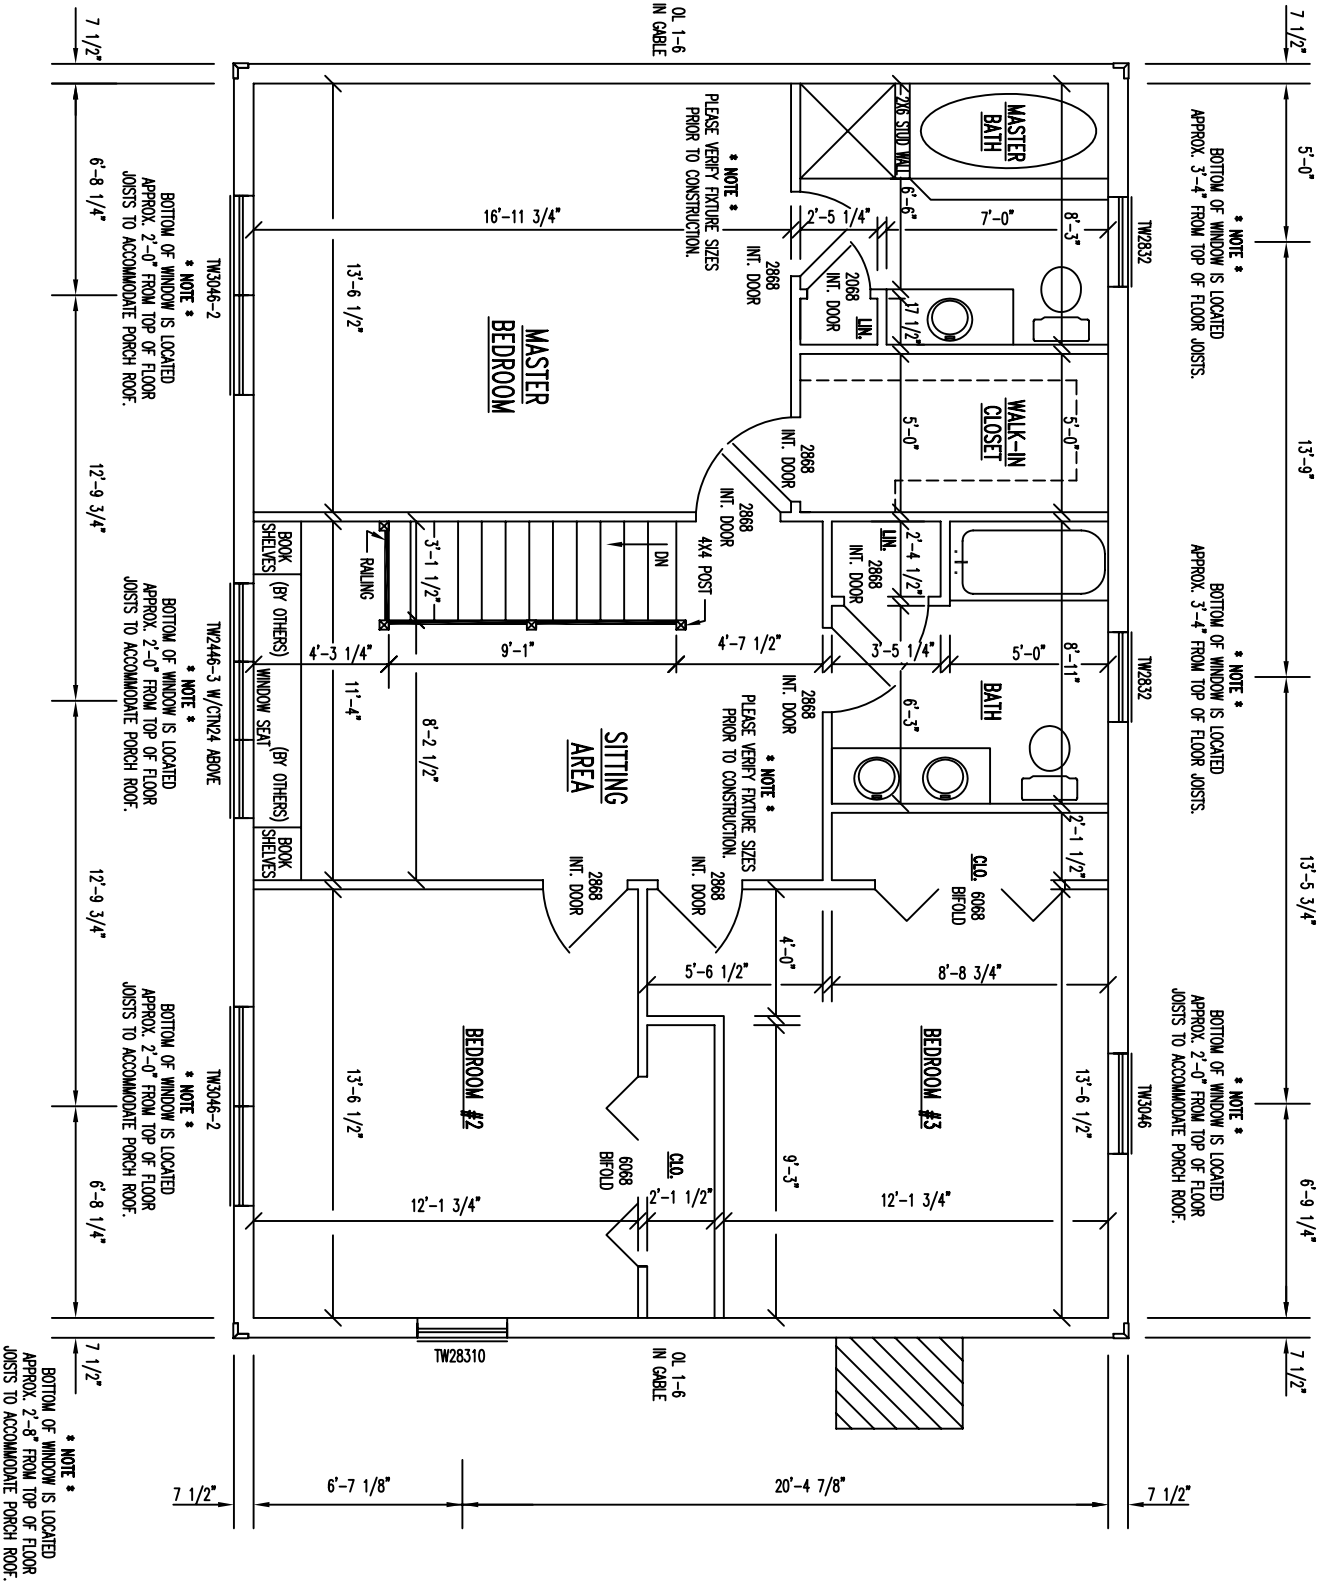 7 1/2"
5'-0"
13'-9"
13'-5 3/4"
6'-9 1/4"
7 1/2"
* NOTE *
BOTTOM OF WINDOW IS LOCATED
APPROX. 3'-4" FROM TOP OF FLOOR JOISTS.
* NOTE *
BOTTOM OF WINDOW IS LOCATED
APPROX. 3'-4" FROM TOP OF FLOOR JOISTS.
* NOTE *
BOTTOM OF WINDOW IS LOCATED
APPROX. 2'-0" FROM TOP OF FLOOR
JOISTS TO ACCOMMODATE PORCH ROOF.
TW2832
TW2832
TW3046
OL 1-6
IN GABLE
MASTER
BATH
2X6 STUD WALL
6'-6"
8'-3"
7'-0"
2'-5 1/4"
16'-11 3/4"
17 1/2"
LIN.
2068
INT. DOOR
2868
INT. DOOR
* NOTE *
PLEASE VERIFY FIXTURE SIZES
PRIOR TO CONSTRUCTION.
WALK-IN
CLOSET
5'-0"
5'-0"
2868
INT. DOOR
MASTER
BEDROOM
13'-6 1/2"
2868
INT. DOOR
4X4 POST
DN
RAILING
3'-1 1/2"
LIN.
2'-4 1/2"
2868
INT. DOOR
BATH
8'-11"
5'-0"
3'-5 1/4"
4'-7 1/2"
9'-1"
4'-3 1/4"
6'-3"
2868
INT. DOOR
11'-4"
8'-2 1/2"
SITTING
AREA
* NOTE *
PLEASE VERIFY FIXTURE SIZES
PRIOR TO CONSTRUCTION.
BOOK
SHELVES
(BY OTHERS)
WINDOW SEAT
(BY OTHERS)
BOOK
SHELVES
2'-1 1/2"
CLO.
6068
BIFOLD
2868
INT. DOOR
2868
INT. DOOR
4'-0"
8'-8 3/4"
5'-6 1/2"
BEDROOM #3
13'-6 1/2"
9'-3"
12'-1 3/4"
BEDROOM #2
13'-6 1/2"
CLO.
6068
BIFOLD
2'-1 1/2"
12'-1 3/4"
TW28310
OL 1-6
IN GABLE
TW3046-2
TW2446-3 W/CTN24 ABOVE
TW3046-2
* NOTE *
BOTTOM OF WINDOW IS LOCATED
APPROX. 2'-0" FROM TOP OF FLOOR
JOISTS TO ACCOMMODATE PORCH ROOF.
* NOTE *
BOTTOM OF WINDOW IS LOCATED
APPROX. 2'-0" FROM TOP OF FLOOR
JOISTS TO ACCOMMODATE PORCH ROOF.
* NOTE *
BOTTOM OF WINDOW IS LOCATED
APPROX. 2'-0" FROM TOP OF FLOOR
JOISTS TO ACCOMMODATE PORCH ROOF.
7 1/2"
6'-8 1/4"
12'-9 3/4"
12'-9 3/4"
6'-8 1/4"
7 1/2"
7 1/2"
20'-4 7/8"
6'-7 1/8"
7 1/2"
* NOTE *
BOTTOM OF WINDOW IS LOCATED
APPROX. 2'-8" FROM TOP OF FLOOR
JOISTS TO ACCOMMODATE PORCH ROOF.